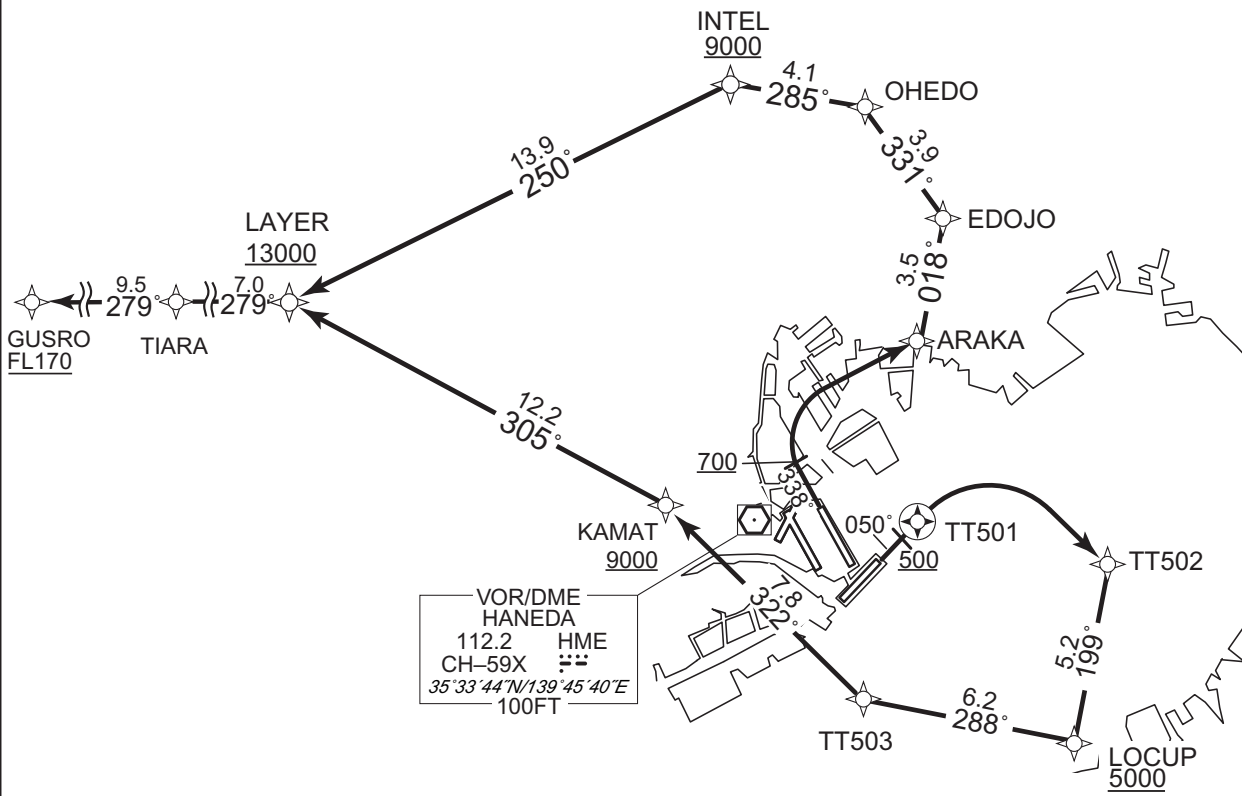 INTEL
9000
4.1
285°
OHEDO
3.9
331°
13.9
250°
EDOJO
LAYER
13000
3.5
018°
9.5
279°
7.0
279°
GUSRO
FL170
TIARA
ARAKA
12.2
305°
700
338°
KAMAT
9000
050°
500
TT501
TT502
VOR/DME
HANEDA
112.2 HME
CH–59X
35°33′44″N/139°45′40″E
100FT
7.8
322°
5.2
199°
6.2
288°
TT503
LOCUP
5000